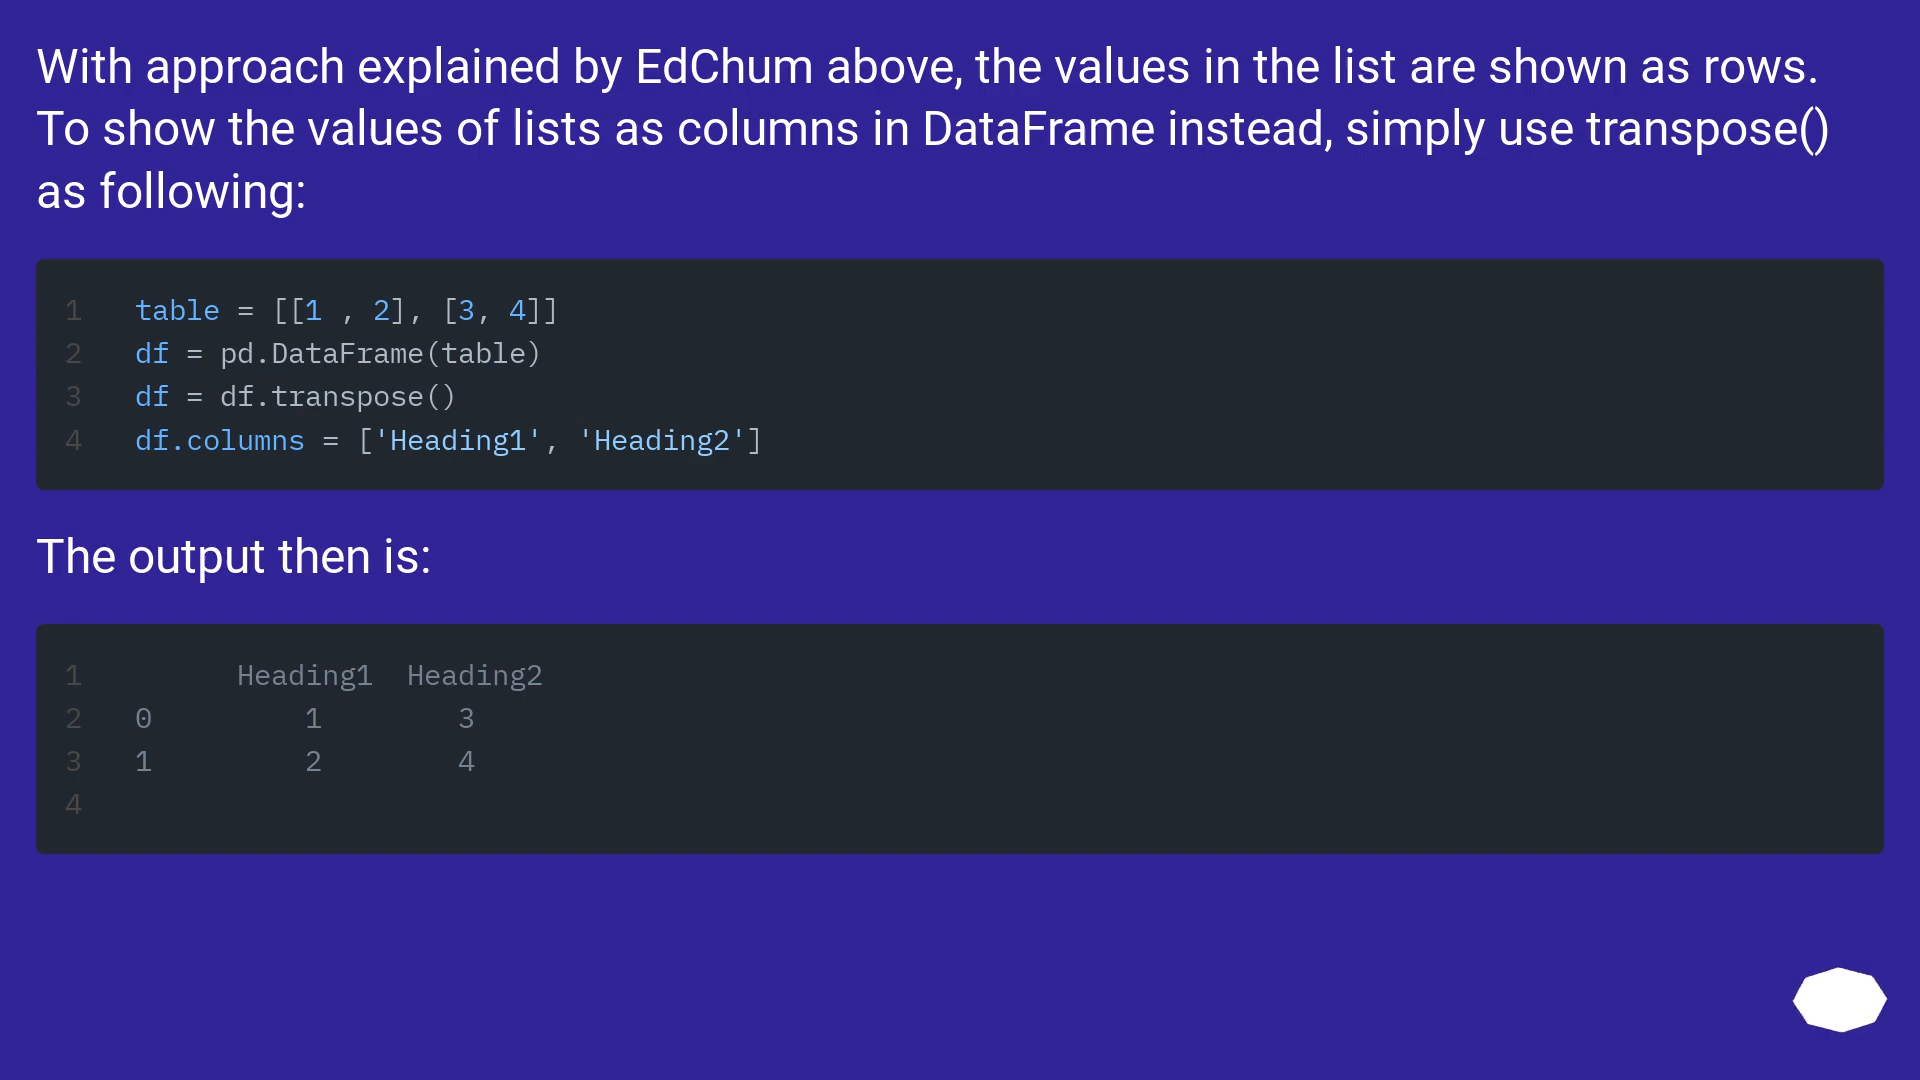 With approach explained by EdChum above, the values in the list are shown as rows.
To show the values of lists as columns in DataFrame instead, simply use transpose()
as following:
1 table = [[1 , 2], [3, 4]]
2 df = pd.DataFrame(table)
3 df = df.transpose()
4 df.columns = ['Heading1', 'Heading2']
The output then is:
1 Heading1 Heading2
2 0 1 3
3 1 2 4
4